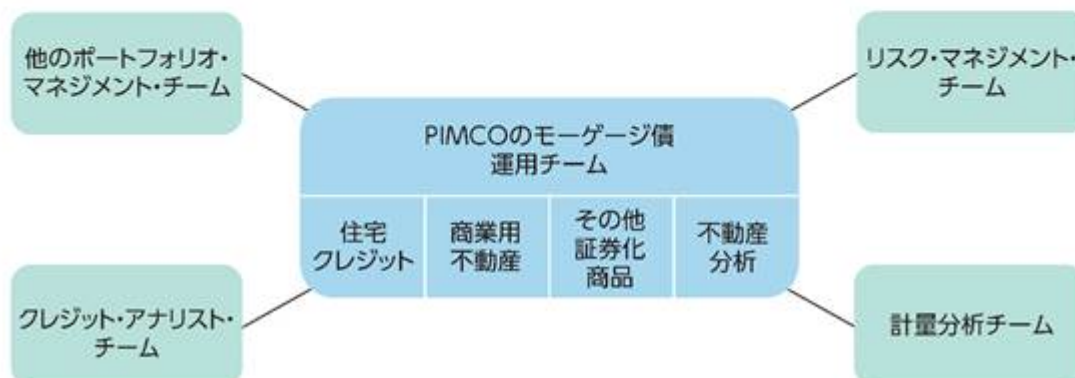 他のポートフォリオ・
マネジメント・チーム
リスク・マネジメント・
チーム
PIMCOのモーゲージ債
運用チーム
住宅
クレジット
商業用
不動産
その他
証券化
商品
不動産
分析
クレジット・アナリスト・
チーム
計量分析チーム